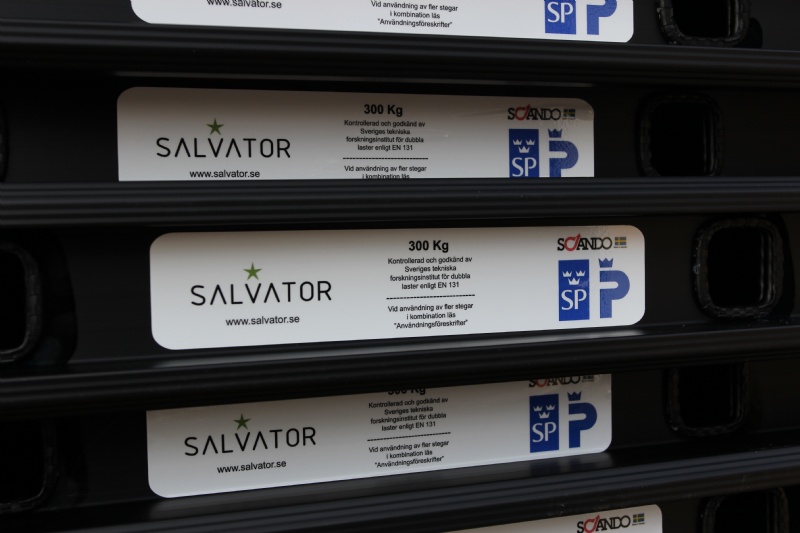 www.salvator.se
Vid användning av fler stegar
i kombination läs
"Användningsföreskrifter"
SP
P
SALVATOR
www.salvator.se
300 Kg
Kontrollerad och godkänd av
Sveriges tekniska
forskningsinstitut för dubbla
laster enligt EN 131
Vid användning av fler stegar
i kombination läs
SCANDO
SP
P
SALVATOR
www.salvator.se
300 Kg
Kontrollerad och godkänd av
Sveriges tekniska
forskningsinstitut för dubbla
laster enligt EN 131
Vid användning av fler stegar
i kombination läs
"Användningsföreskrifter"
SCANDO
SP
P
SALVATOR
www.salvator.se
300 Kg
Kontrollerad och godkänd av
Sveriges tekniska
forskningsinstitut för dubbla
laster enligt EN 131
Vid användning av fler stegar
i kombination läs
"Användningsföreskrifter"
SCANDO
SP
P
SCANDO